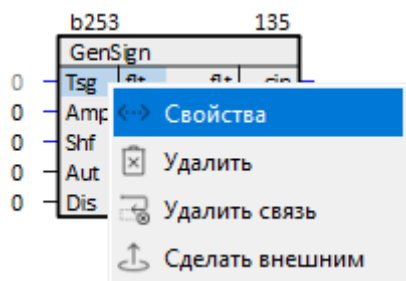 b253 135
GenSign
0 Tsg flt flt sin
0 Amp Свойства
0 Shf Удалить
0 Aut Удалить связь
0 Dis Сделать внешним